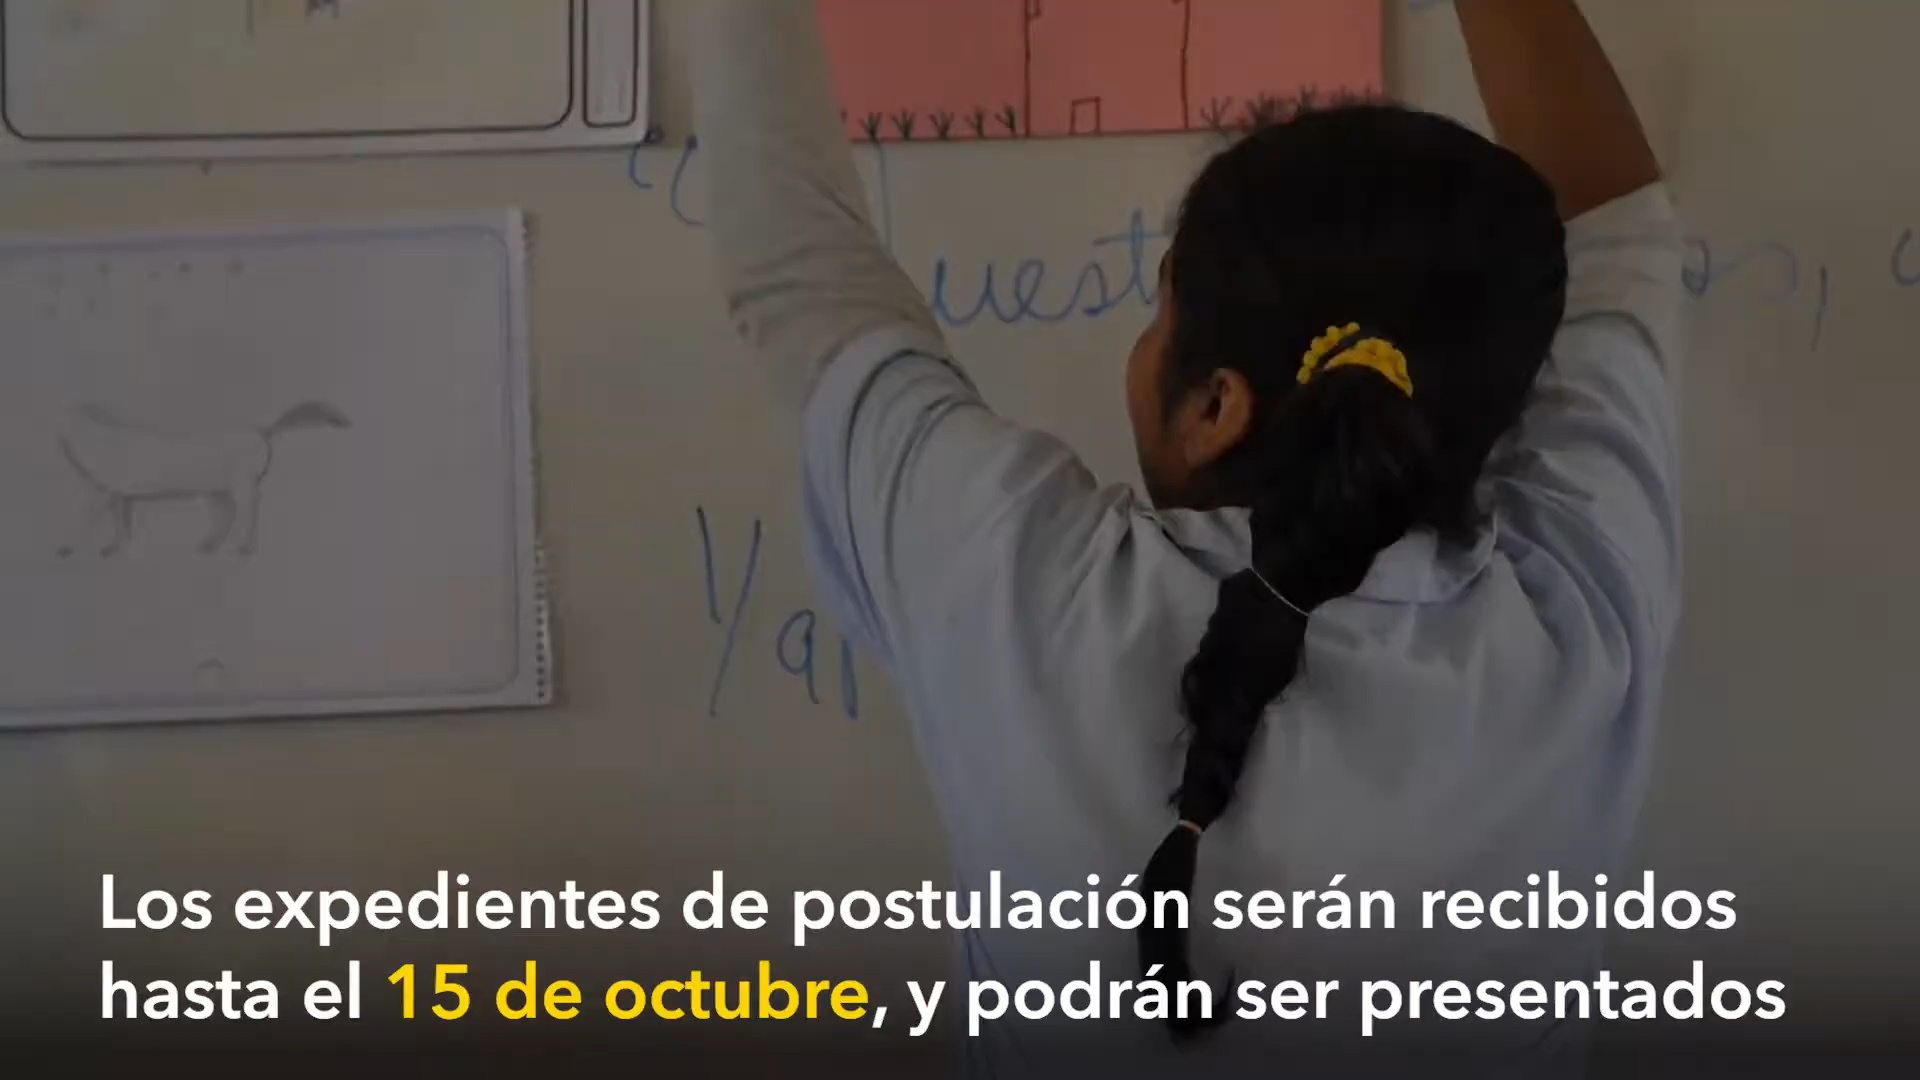 Los expedientes de postulación serán recibidos
hasta el 15 de octubre, y podrán ser presentados